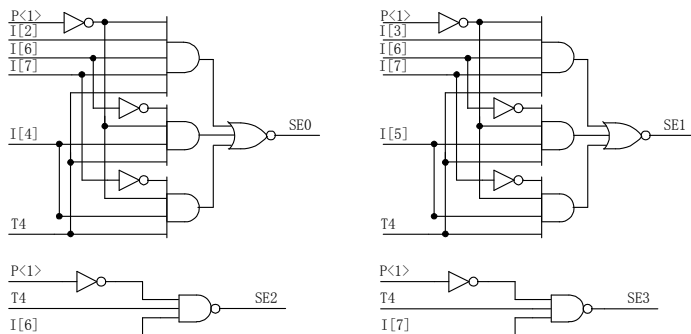 P<1>
I[2]
I[6]
I[7]
I[4]
T4
SE0
P<1>
I[3]
I[6]
I[7]
I[5]
T4
SE1
P<1>
T4
I[6]
SE2
P<1>
T4
I[7]
SE3